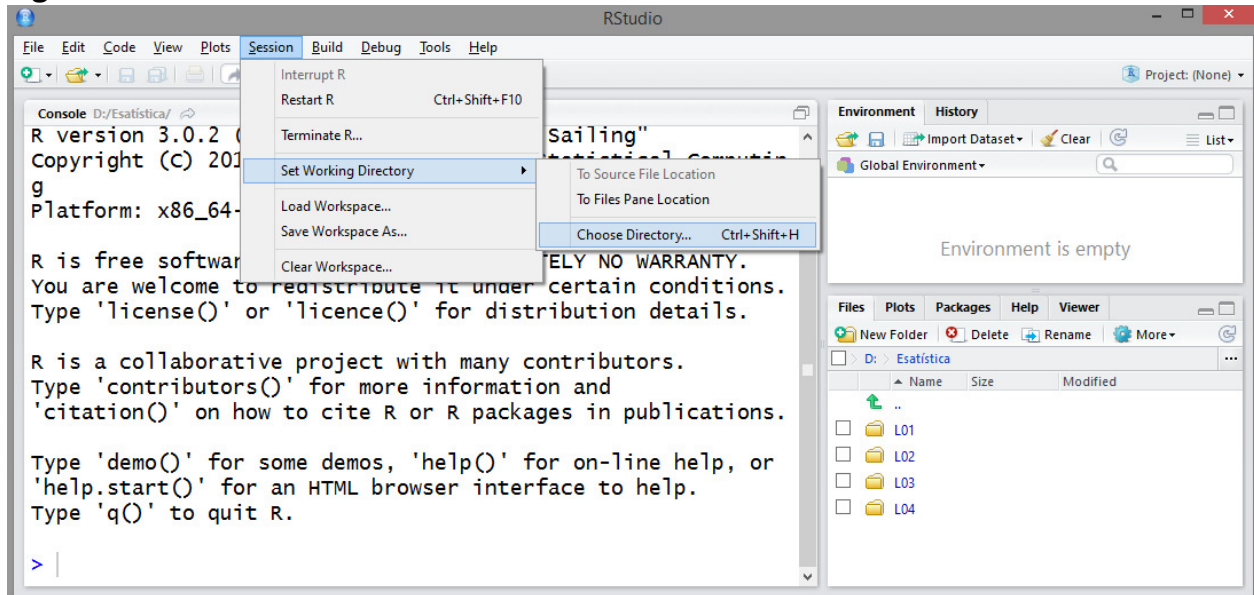 RStudio
File Edit Code View Plots Session Build Debug Tools Help
Project: (None)
Interrupt R
Restart R Ctrl+Shift+F10
Terminate R...
Set Working Directory
Load Workspace...
Save Workspace As...
Clear Workspace...
To Source File Location
To Files Pane Location
Choose Directory... Ctrl+Shift+H
Console D:/Esatística/
R version 3.0.2 ( Sailing"
Copyright (C) 201
g
Platform: x86_64-
R is free softwar ELY NO WARRANTY.
You are welcome to redistribute it under certain conditions.
Type 'license()' or 'licence()' for distribution details.
R is a collaborative project with many contributors.
Type 'contributors()' for more information and
'citation()' on how to cite R or R packages in publications.
Type 'demo()' for some demos, 'help()' for on-line help, or
'help.start()' for an HTML browser interface to help.
Type 'q()' to quit R.
>
Environment History
Import Dataset Clear List
Global Environment
Environment is empty
Files Plots Packages Help Viewer
New Folder Delete Rename More
D: Esatística ...
Name Size Modified
..
L01
L02
L03
L04